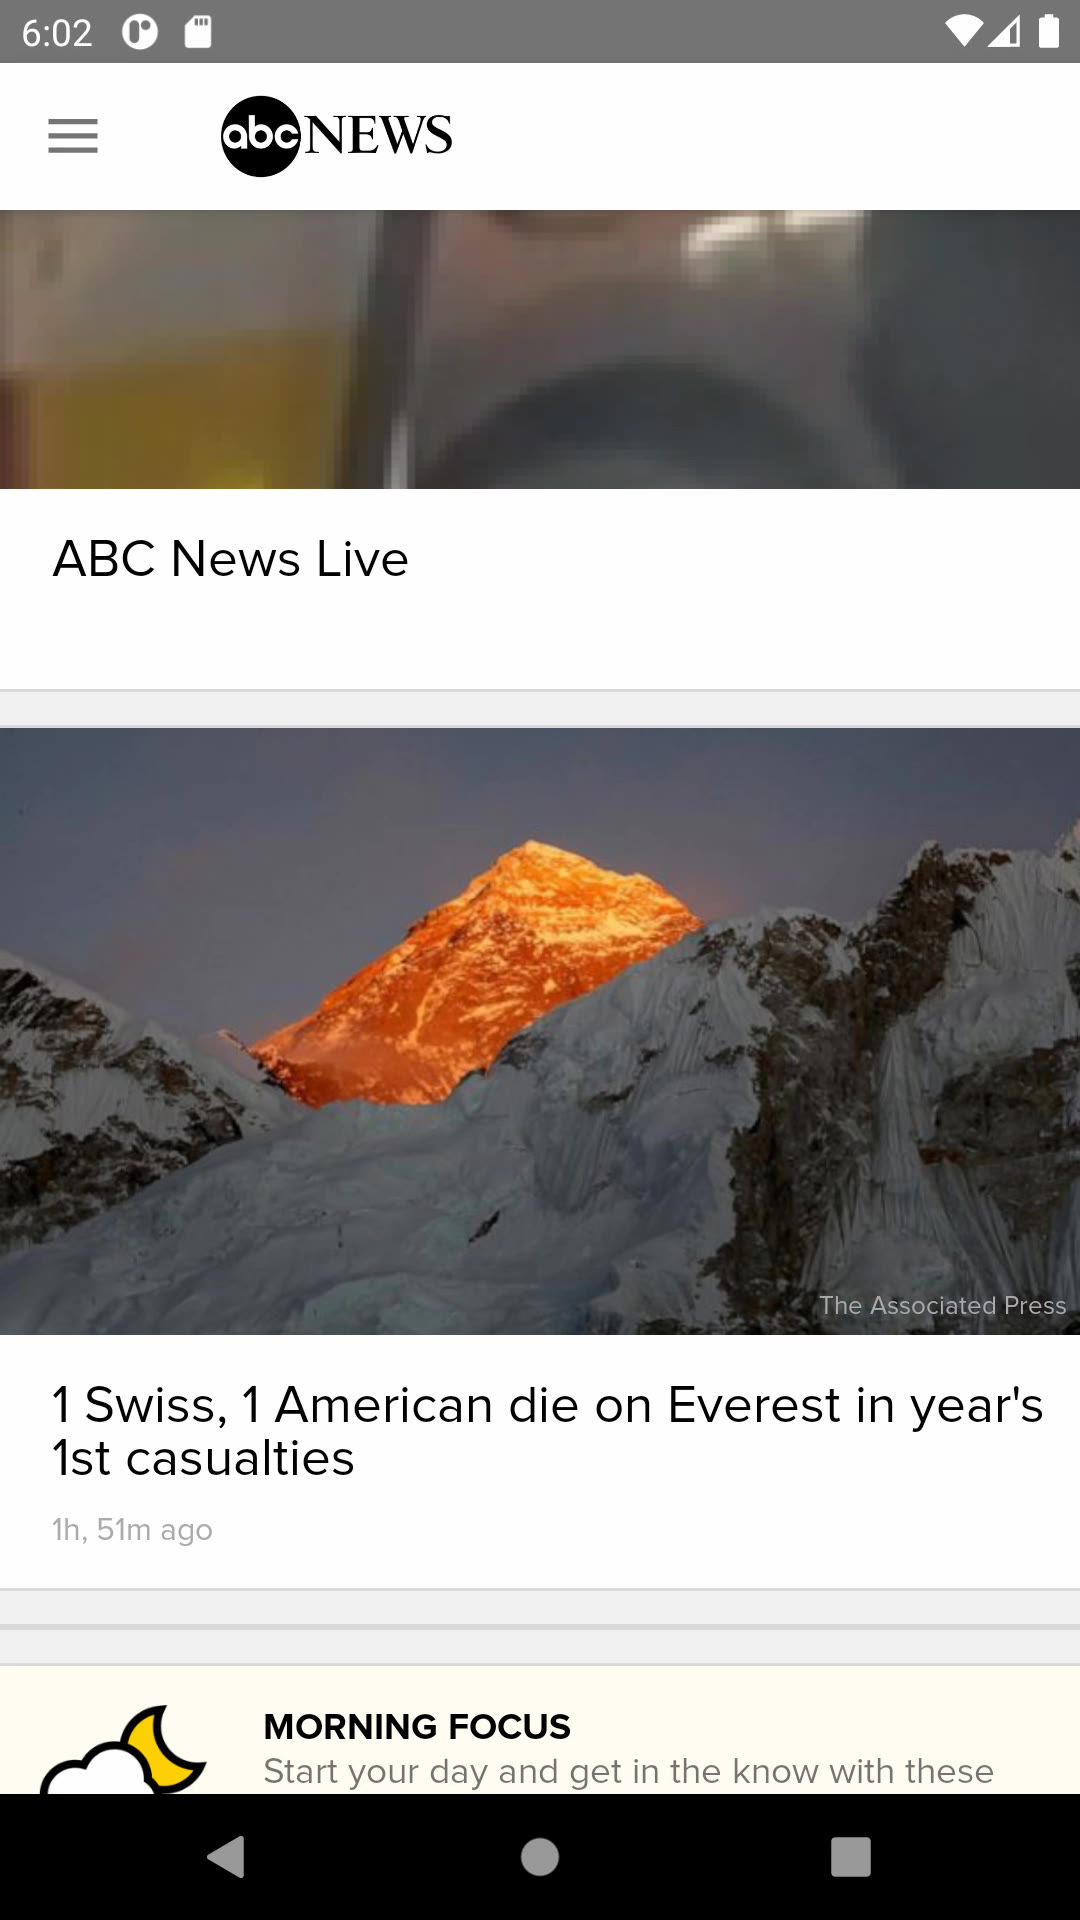 6:02
abc NEWS
ABC News Live
The Associated Press
1 Swiss, 1 American die on Everest in year's
1st casualties
1h, 51m ago
MORNING FOCUS
Start your day and get in the know with these